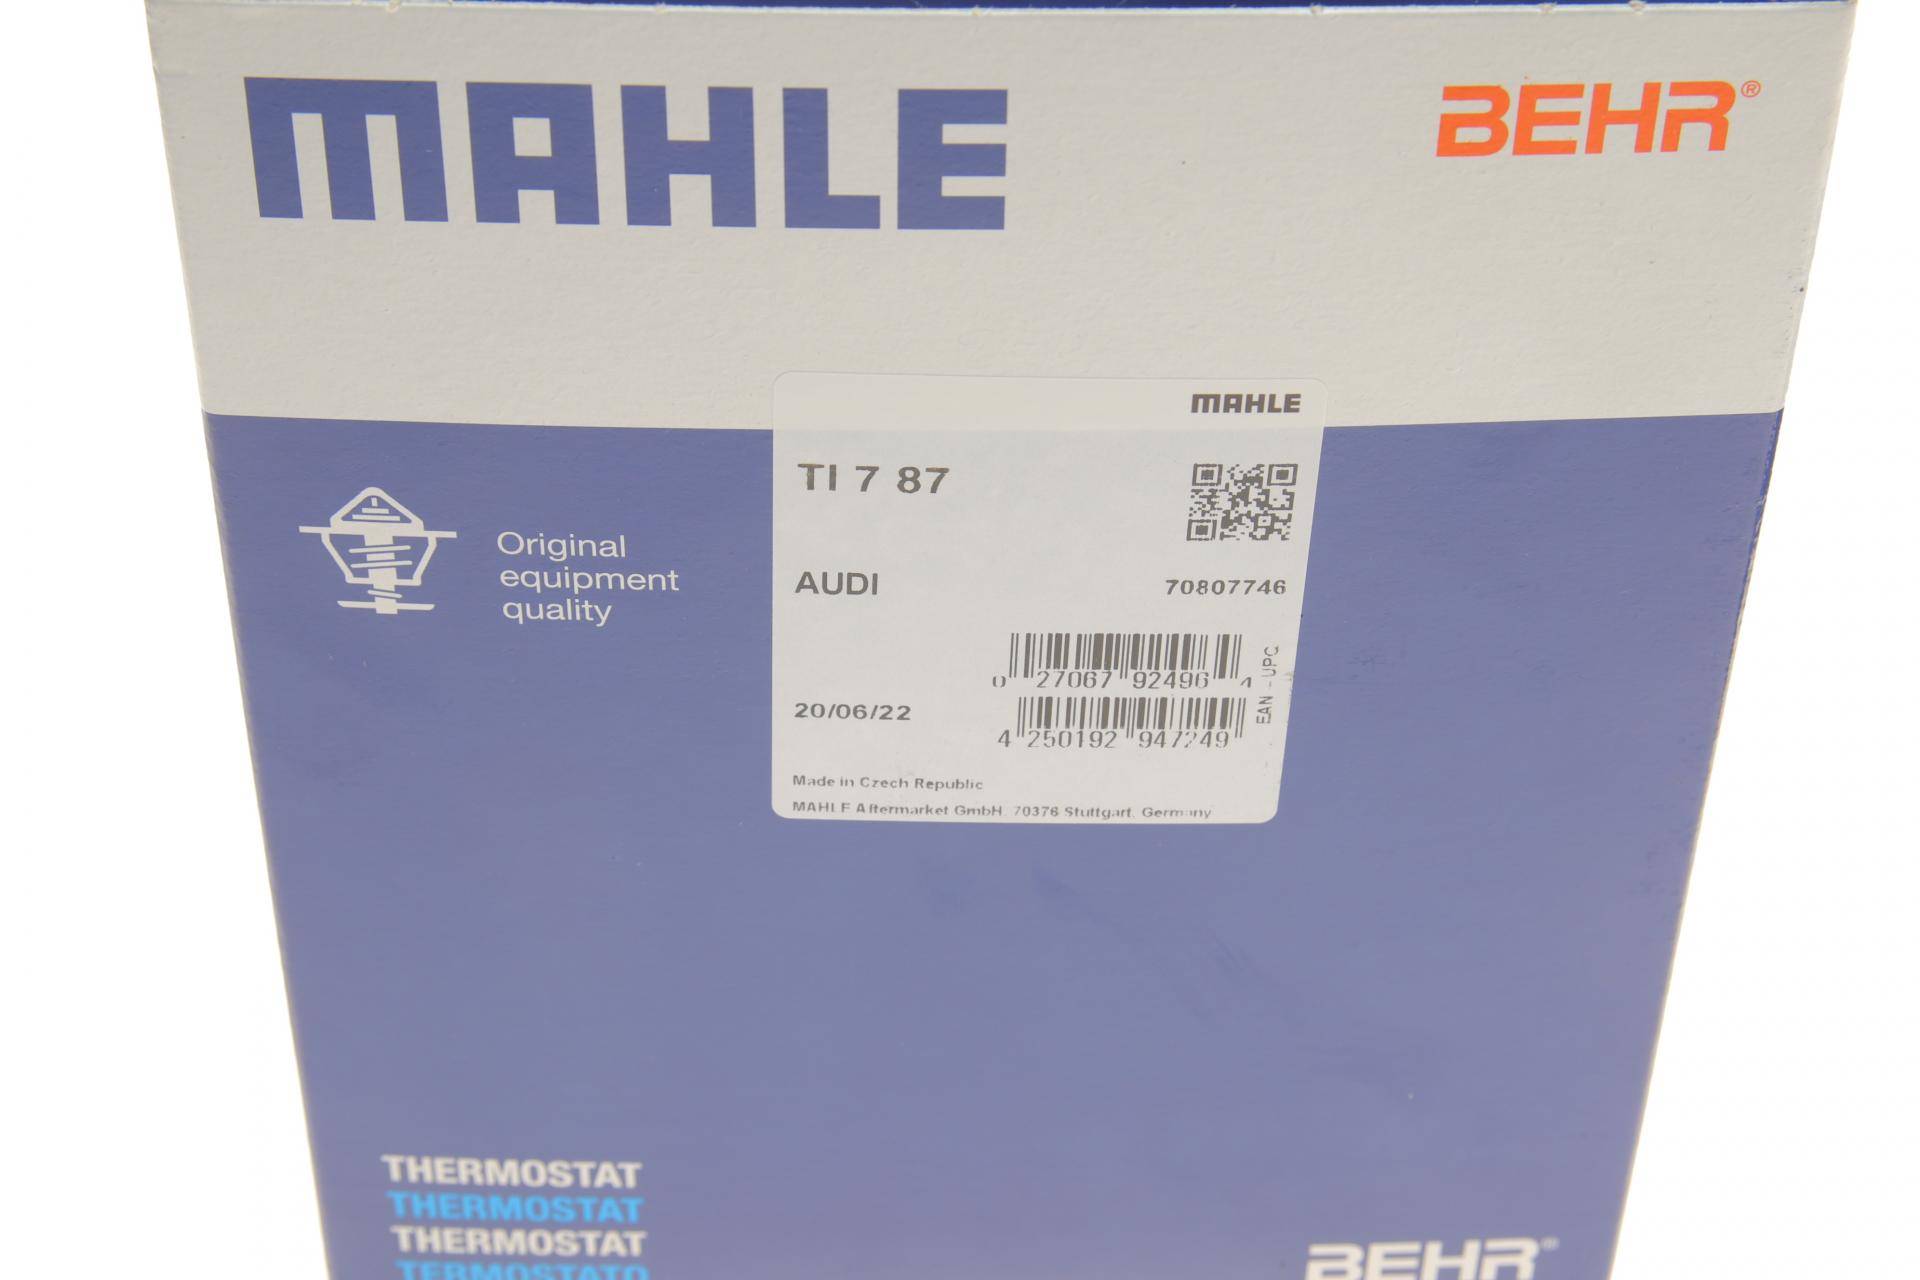 MAHLE BEHR®
MAHLE
TI 7 87
Original
equipment
quality
AUDI 70807746
0 27067 92496 4
EAN - UPC
20/06/22
4 250192 947249
Made in Czech Republic
MAHLE Aftermarket GmbH, 70376 Stuttgart, Germany
THERMOSTAT
THERMOSTAT
THERMOSTAT
TERMOSTATO
BEHR®